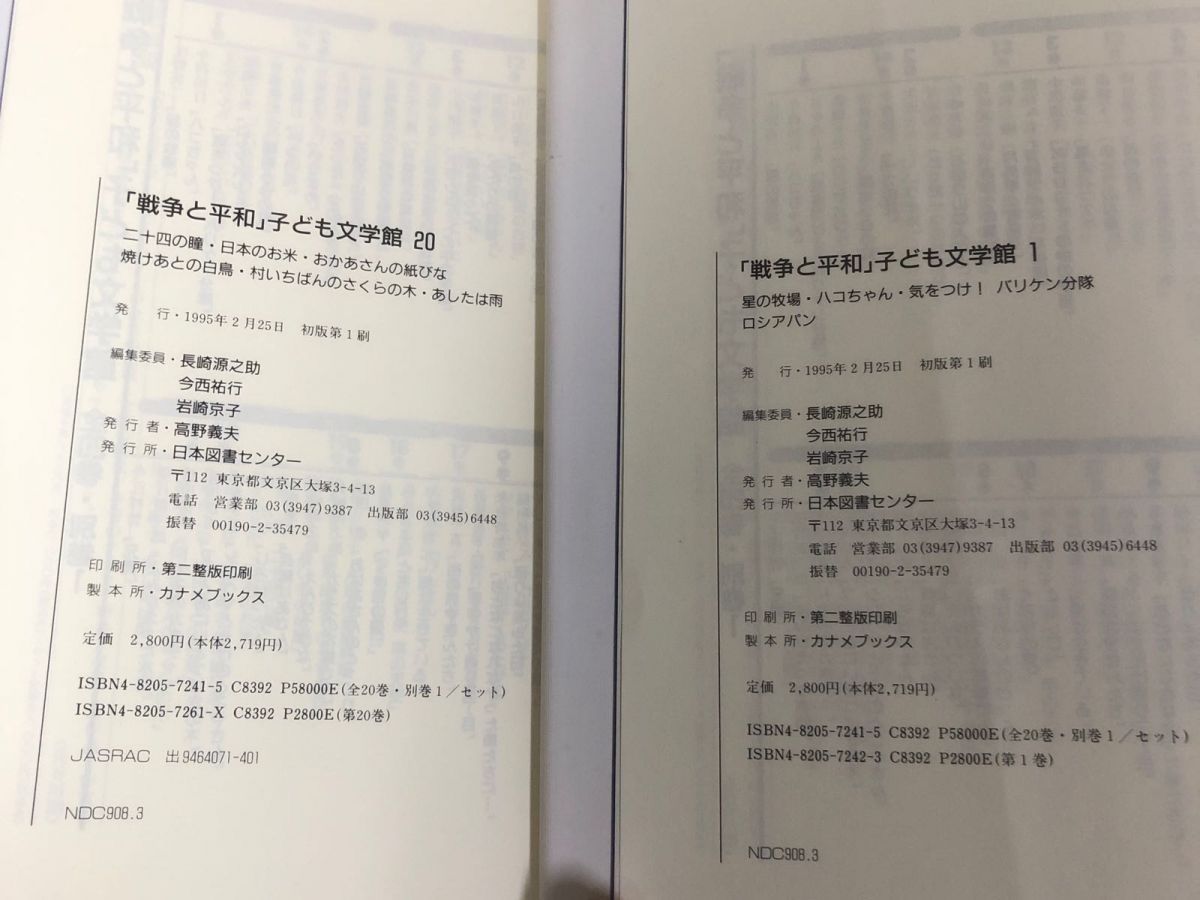 「戦争と平和」子ども文学館 20
二十四の瞳・日本のお米・おかあさんの紙びな
焼けあとの白鳥・村いちばんのさくらの木・あしたは雨
発 行・1995年2月25日 初版第1刷
編集委員・長崎源之助
今西祐行
岩崎京子
発行者・高野義夫
発行所・日本図書センター
〒112 東京都文京区大塚3-4-13
電話 営業部 03(3947)9387 出版部 03(3945)6448
振替 00190-2-35479
印刷所・第二整版印刷
製本所・カナメブックス
定価 2,800円(本体2,719円)
ISBN4-8205-7241-5 C8392 P58000E(全20巻・別巻1/セット)
ISBN4-8205-7261-X C8392 P2800E(第20巻)
JASRAC 出9464071-401
NDC908.3
「戦争と平和」子ども文学館 1
星の牧場・ハコちゃん・気をつけ! バリケン分隊
ロシアパン
発 行・1995年2月25日 初版第1刷
編集委員・長崎源之助
今西祐行
岩崎京子
発行者・高野義夫
発行所・日本図書センター
〒112 東京都文京区大塚3-4-13
電話 営業部 03(3947)9387 出版部 03(3945)6448
振替 00190-2-35479
印刷所・第二整版印刷
製本所・カナメブックス
定価 2,800円(本体2,719円)
ISBN4-8205-7241-5 C8392 P58000E(全20巻・別巻1/セット)
ISBN4-8205-7242-3 C8392 P2800E(第1巻)
NDC908.3